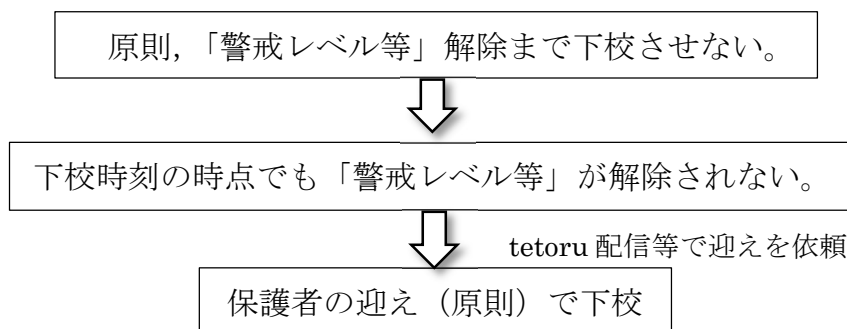 原則，「警戒レベル等」解除まで下校させない。
下校時刻の時点でも「警戒レベル等」が解除されない。
tetoru 配信等で迎えを依頼
保護者の迎え（原則）で下校